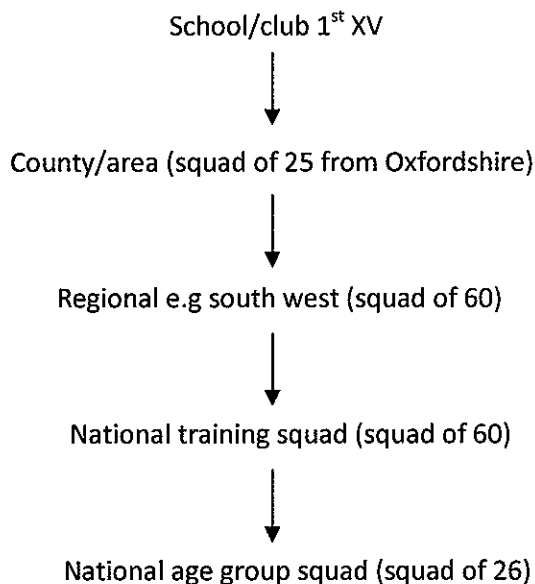 School/club 1st XV
County/area (squad of 25 from Oxfordshire)
Regional e.g south west (squad of 60)
National training squad (squad of 60)
National age group squad (squad of 26)